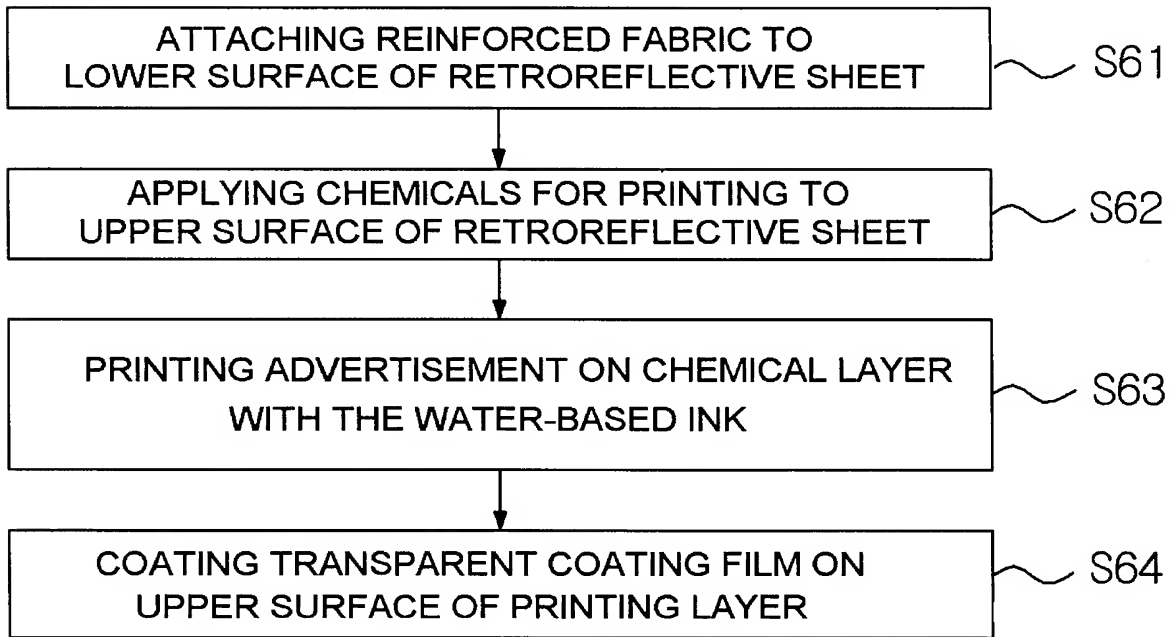 ATTACHING REINFORCED FABRIC TO
LOWER SURFACE OF RETROREFLECTIVE SHEET
S61
APPLYING CHEMICALS FOR PRINTING TO
UPPER SURFACE OF RETROREFLECTIVE SHEET
S62
PRINTING ADVERTISEMENT ON CHEMICAL LAYER
WITH THE WATER-BASED INK
S63
COATING TRANSPARENT COATING FILM ON
UPPER SURFACE OF PRINTING LAYER
S64